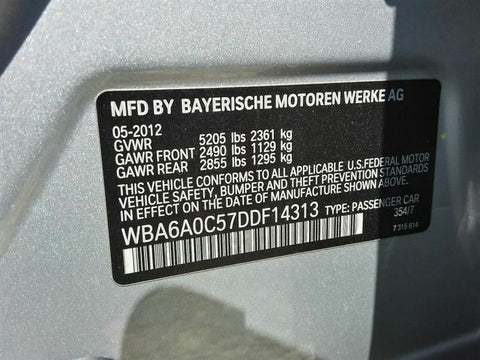 MFD BY BAYERISCHE MOTOREN WERKE AG
05-2012
GVWR 5205 lbs 2361 kg
GAWR FRONT 2490 lbs 1129 kg
GAWR REAR 2855 lbs 1295 kg
THIS VEHICLE CONFORMS TO ALL APPLICABLE U.S.FEDERAL MOTOR
VEHICLE SAFETY, BUMPER AND THEFT PREVENTION STANDARDS
IN EFFECT ON THE DATE OF MANUFACTURE SHOWN ABOVE.
WBA6A0C57DDF14313 TYPE: PASSENGER CAR
354/7
7 315 614